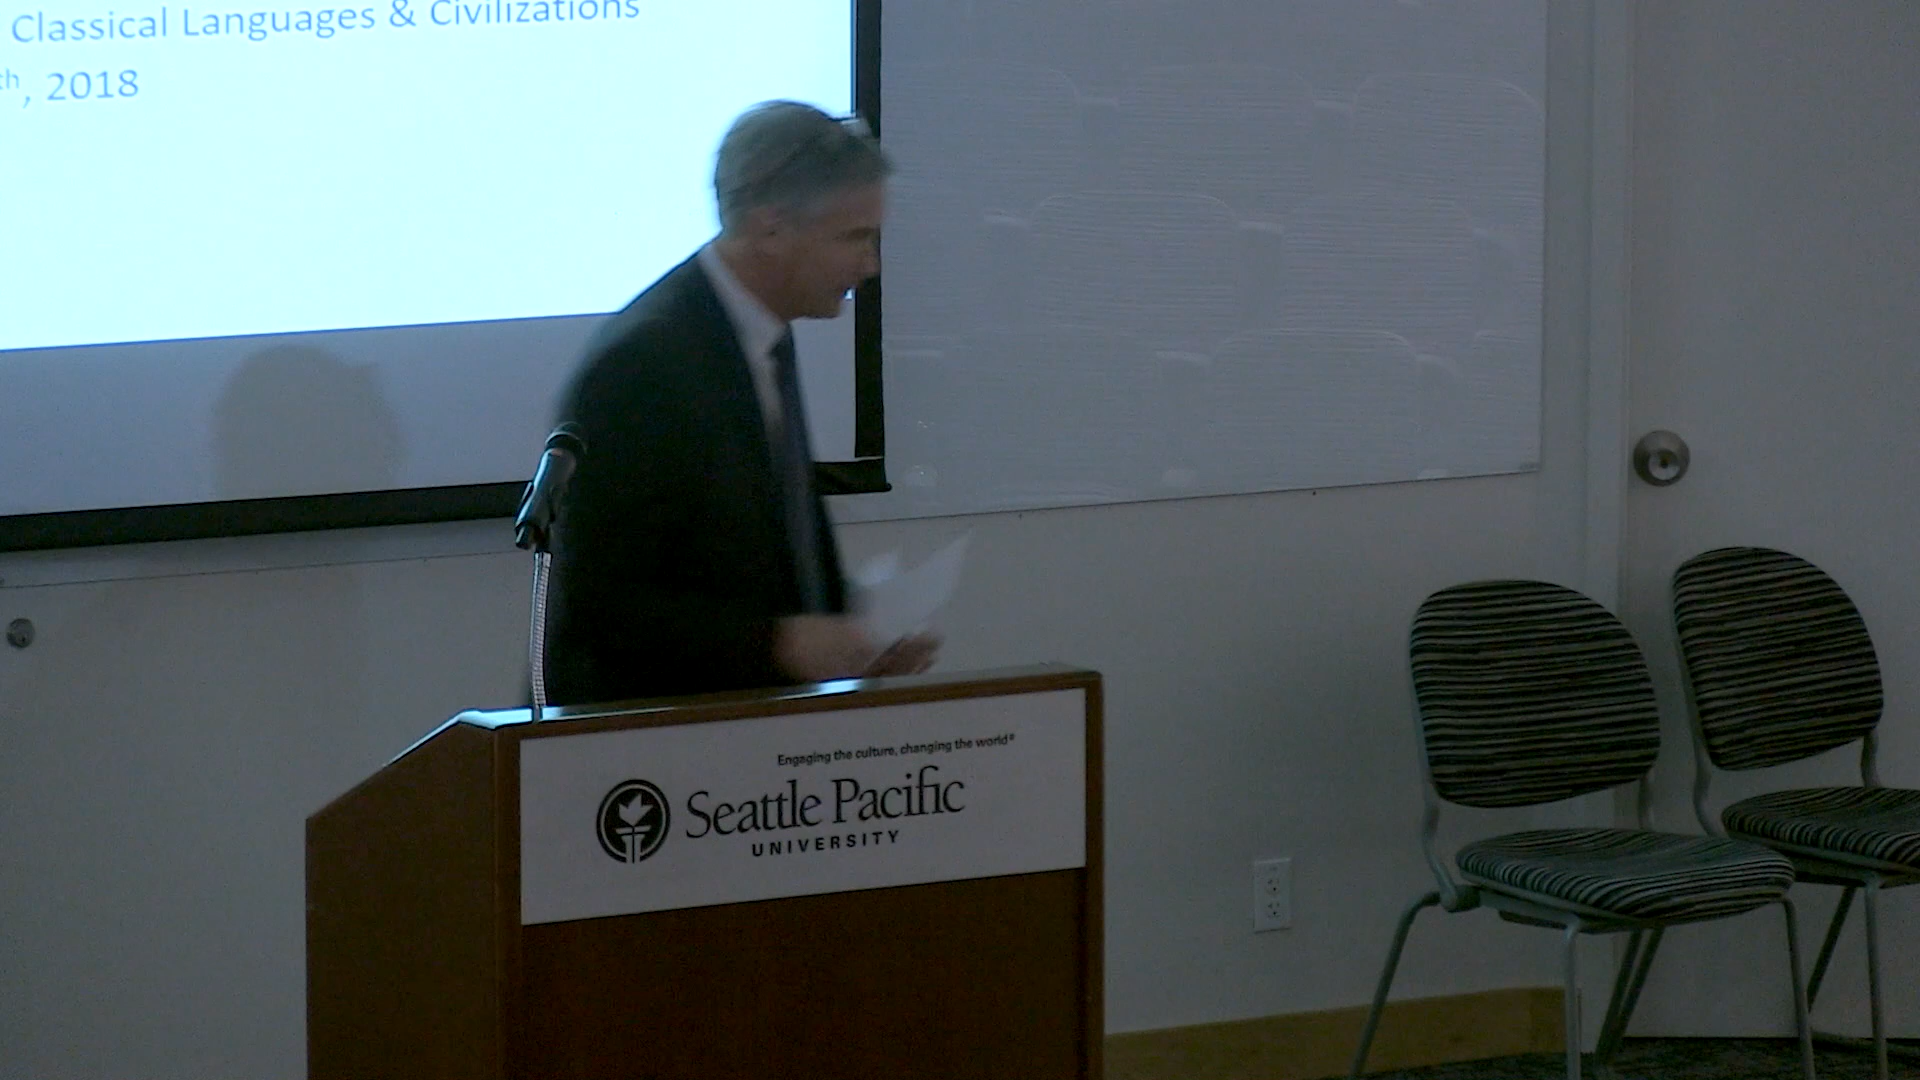 Classical Languages & Civilizations
th, 2018
Engaging the culture, changing the world®
Seattle Pacific
UNIVERSITY